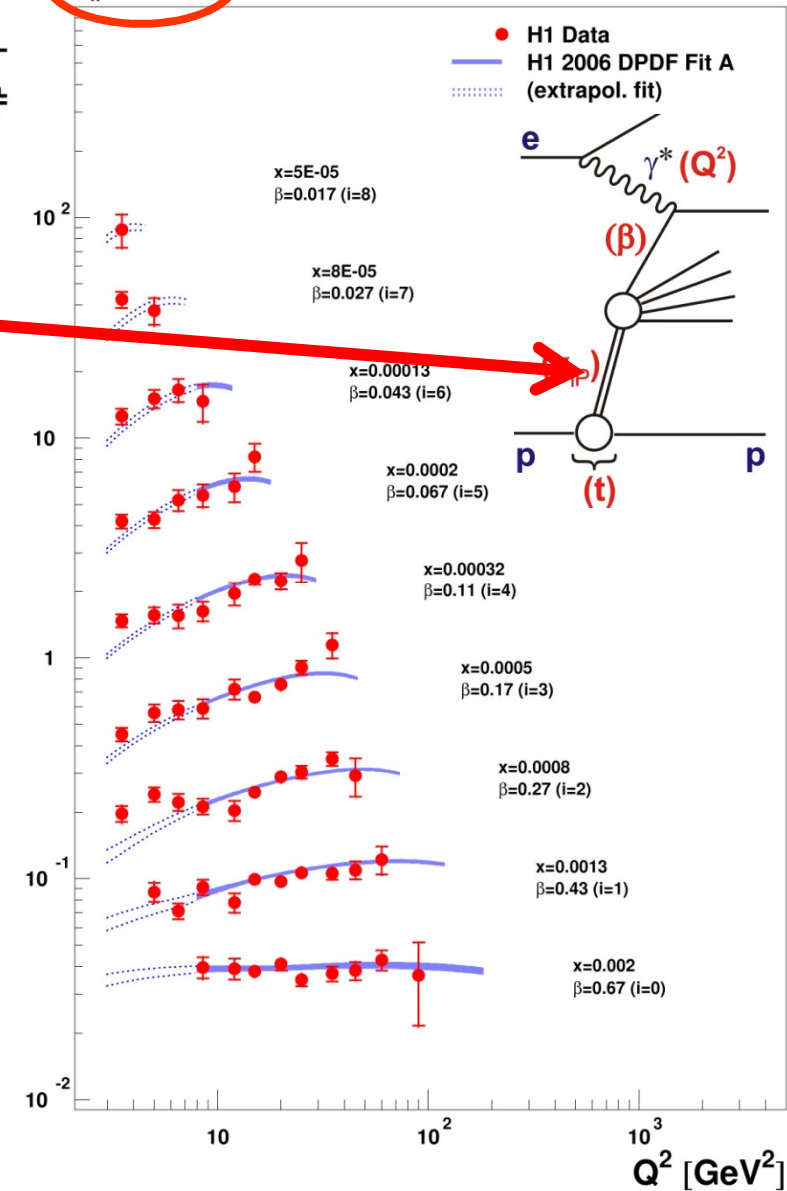 H1 Data
H1 2006 DPDF Fit A
(extrapol. fit)
e
γ* (Q²)
(β)
)
p
p
(t)
x=5E-05
β=0.017 (i=8)
x=8E-05
β=0.027 (i=7)
x=0.00013
β=0.043 (i=6)
x=0.0002
β=0.067 (i=5)
x=0.00032
β=0.11 (i=4)
x=0.0005
β=0.17 (i=3)
x=0.0008
β=0.27 (i=2)
x=0.0013
β=0.43 (i=1)
x=0.002
β=0.67 (i=0)
10²
10
1
10⁻¹
10⁻²
10
10²
10³
Q² [GeV²]